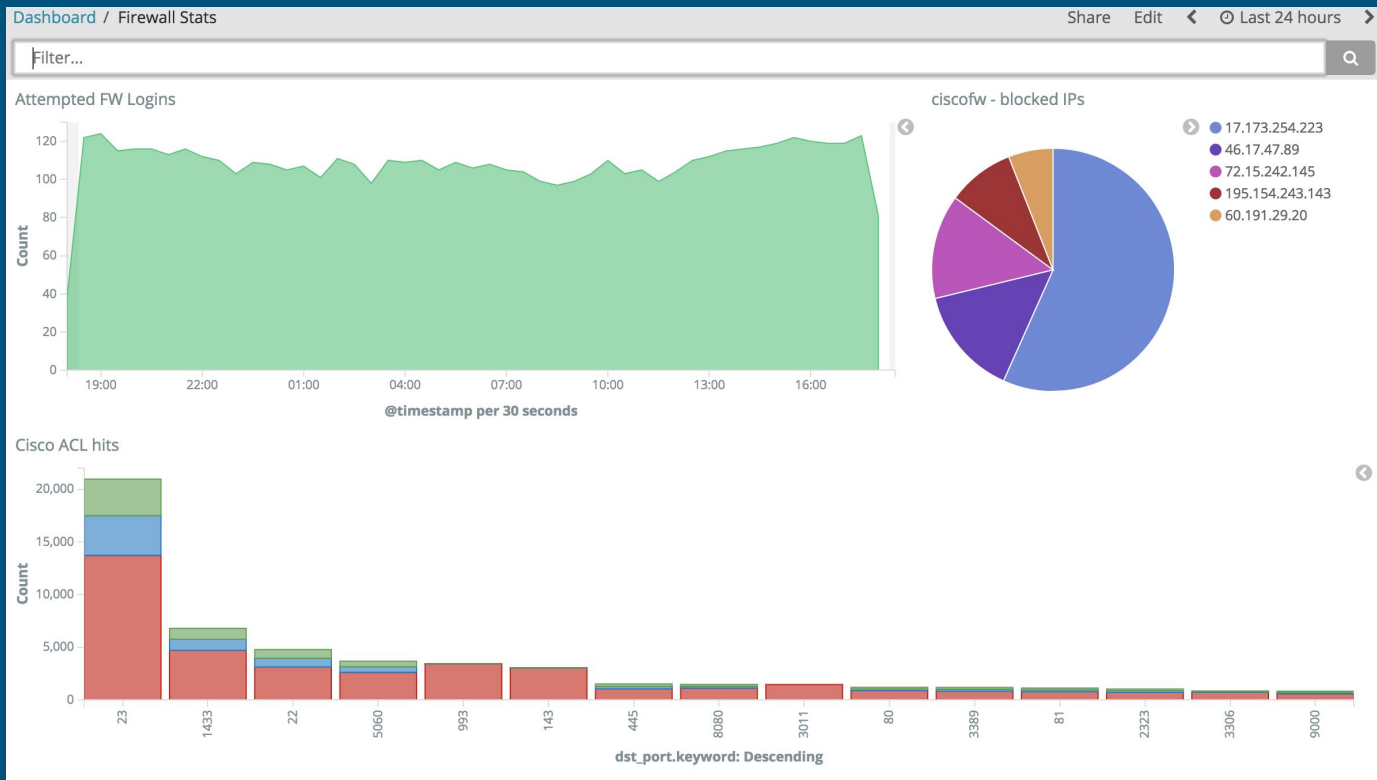 Dashboard / Firewall Stats
Share Edit Last 24 hours
Filter...
Attempted FW Logins
120
100
80
60
40
20
0
Count
19:00 22:00 01:00 04:00 07:00 10:00 13:00 16:00
@timestamp per 30 seconds
ciscofw - blocked IPs
17.173.254.223
46.17.47.89
72.15.242.145
195.154.243.143
60.191.29.20
Cisco ACL hits
20,000
15,000
10,000
5,000
0
Count
23 1433 22 5060 993 143 445 8080 3011 80 3389 81 2323 3306 9000
dst_port.keyword: Descending